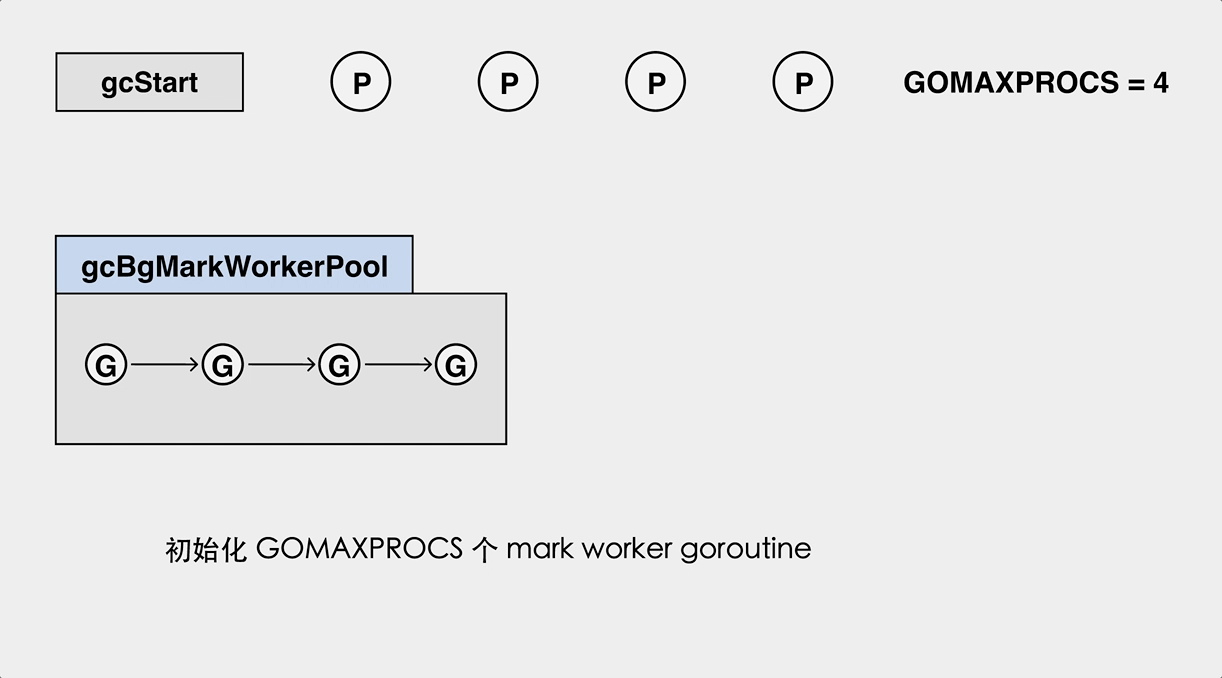 gcStart P P P P GOMAXPROCS = 4
gcBgMarkWorkerPool
G G G G
初始化 GOMAXPROCS 个 mark worker goroutine